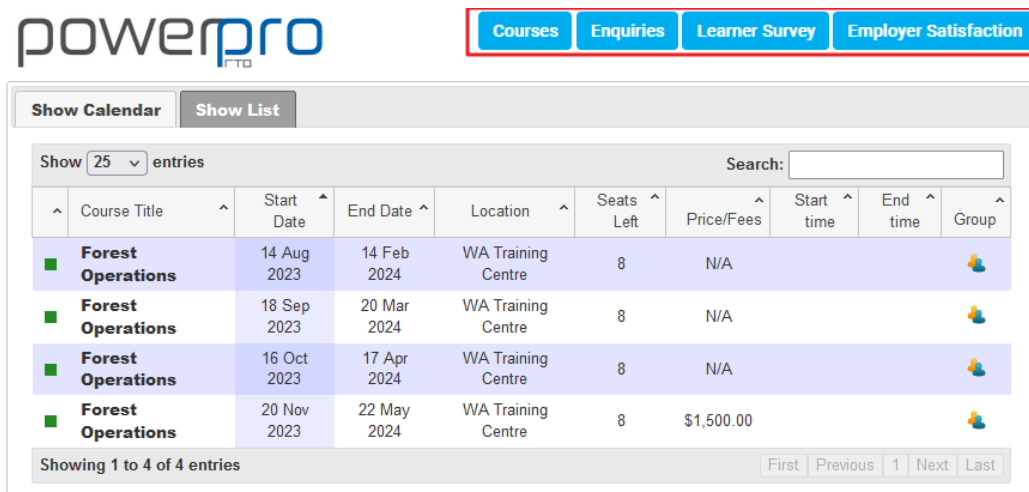 powerpro
RTO
Courses Enquiries Learner Survey Employer Satisfaction
Show Calendar Show List
Show 25 entries Search:
Course Title Start Date End Date Location Seats Left Price/Fees Start time End time Group
Forest Operations 14 Aug 2023 14 Feb 2024 WA Training Centre 8 N/A
Forest Operations 18 Sep 2023 20 Mar 2024 WA Training Centre 8 N/A
Forest Operations 16 Oct 2023 17 Apr 2024 WA Training Centre 8 N/A
Forest Operations 20 Nov 2023 22 May 2024 WA Training Centre 8 $1,500.00
Showing 1 to 4 of 4 entries First Previous 1 Next Last